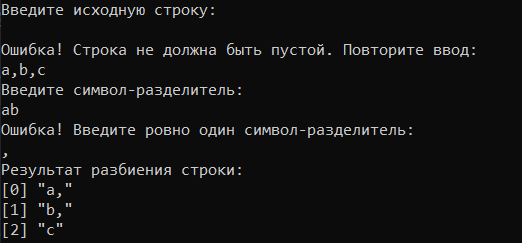 Введите исходную строку:
Ошибка! Строка не должна быть пустой. Повторите ввод:
a,b,c
Введите символ-разделитель:
ab
Ошибка! Введите ровно один символ-разделитель:
,
Результат разбиения строки:
[0] "a,"
[1] "b,"
[2] "c"